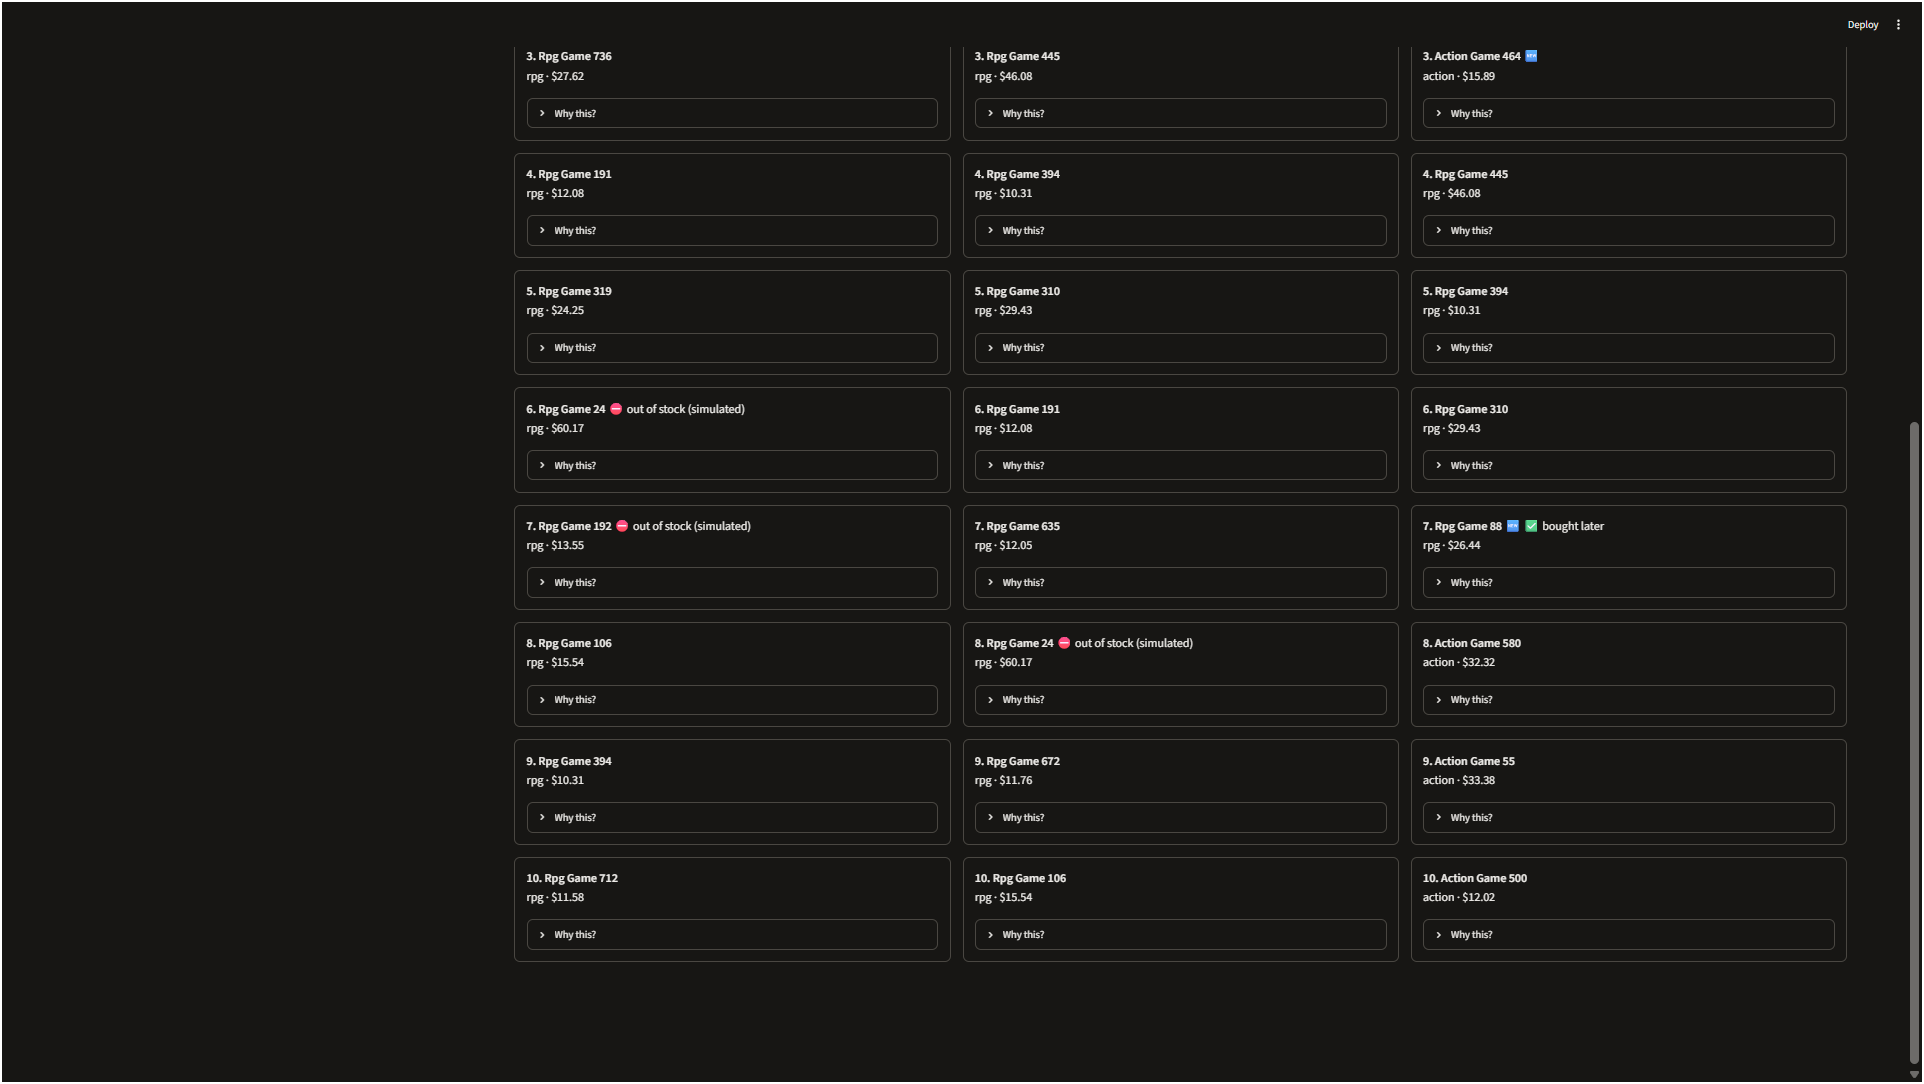 Deploy
3. Rpg Game 736
rpg · $27.62
Why this?
4. Rpg Game 191
rpg · $12.08
Why this?
5. Rpg Game 319
rpg · $24.25
Why this?
6. Rpg Game 24 ⛔ out of stock (simulated)
rpg · $60.17
Why this?
7. Rpg Game 192 ⛔ out of stock (simulated)
rpg · $13.55
Why this?
8. Rpg Game 106
rpg · $15.54
Why this?
9. Rpg Game 394
rpg · $10.31
Why this?
10. Rpg Game 712
rpg · $11.58
Why this?
3. Rpg Game 445
rpg · $46.08
Why this?
4. Rpg Game 394
rpg · $10.31
Why this?
5. Rpg Game 310
rpg · $29.43
Why this?
6. Rpg Game 191
rpg · $12.08
Why this?
7. Rpg Game 635
rpg · $12.05
Why this?
8. Rpg Game 24 ⛔ out of stock (simulated)
rpg · $60.17
Why this?
9. Rpg Game 672
rpg · $11.76
Why this?
10. Rpg Game 106
rpg · $15.54
Why this?
3. Action Game 464 🆕
action · $15.89
Why this?
4. Rpg Game 445
rpg · $46.08
Why this?
5. Rpg Game 394
rpg · $10.31
Why this?
6. Rpg Game 310
rpg · $29.43
Why this?
7. Rpg Game 88 🆕 ✅ bought later
rpg · $26.44
Why this?
8. Action Game 580
action · $32.32
Why this?
9. Action Game 55
action · $33.38
Why this?
10. Action Game 500
action · $12.02
Why this?